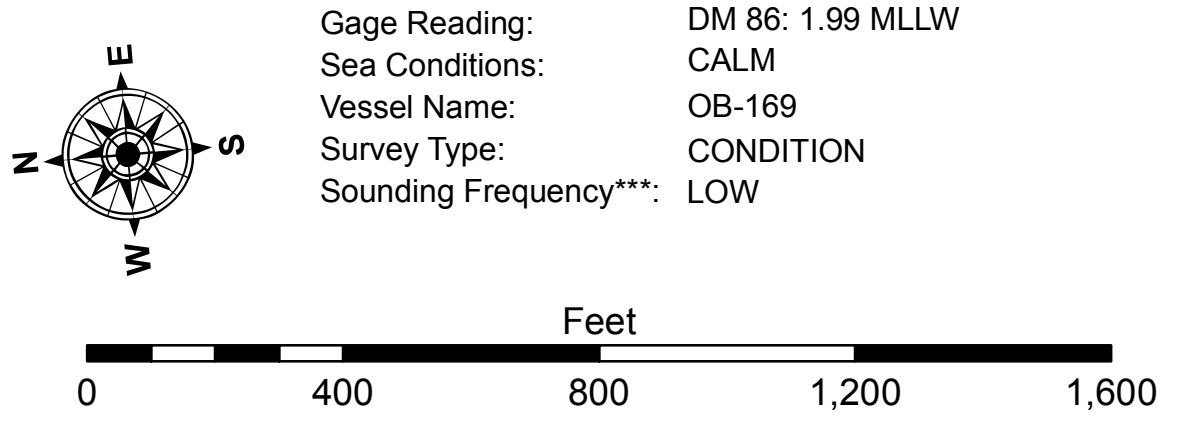 Gage Reading: DM 86: 1.99 MLLW
Sea Conditions: CALM
Vessel Name: OB-169
Survey Type: CONDITION
Sounding Frequency***: LOW
E
N
S
W
Feet
0 400 800 1,200 1,600